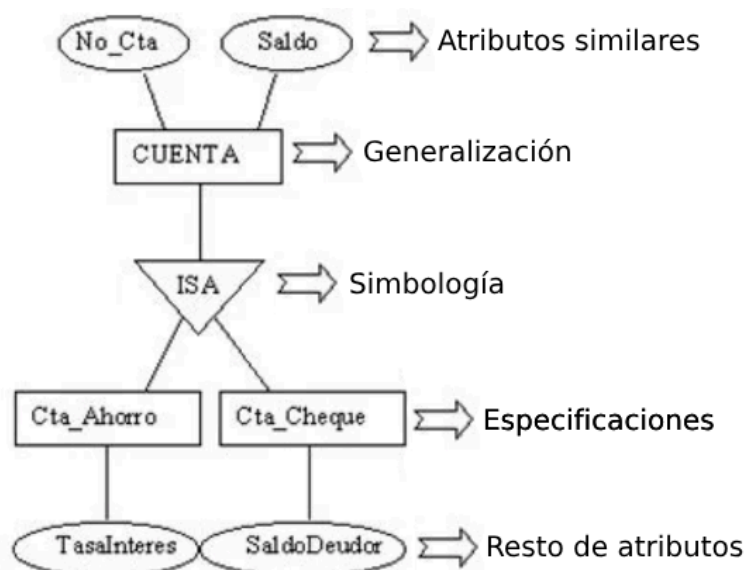 No_Cta Saldo Atributos similares
CUENTA Generalización
ISA Simbología
Cta_Ahorro Cta_Cheque Especificaciones
TasaInteres SaldoDeudor Resto de atributos